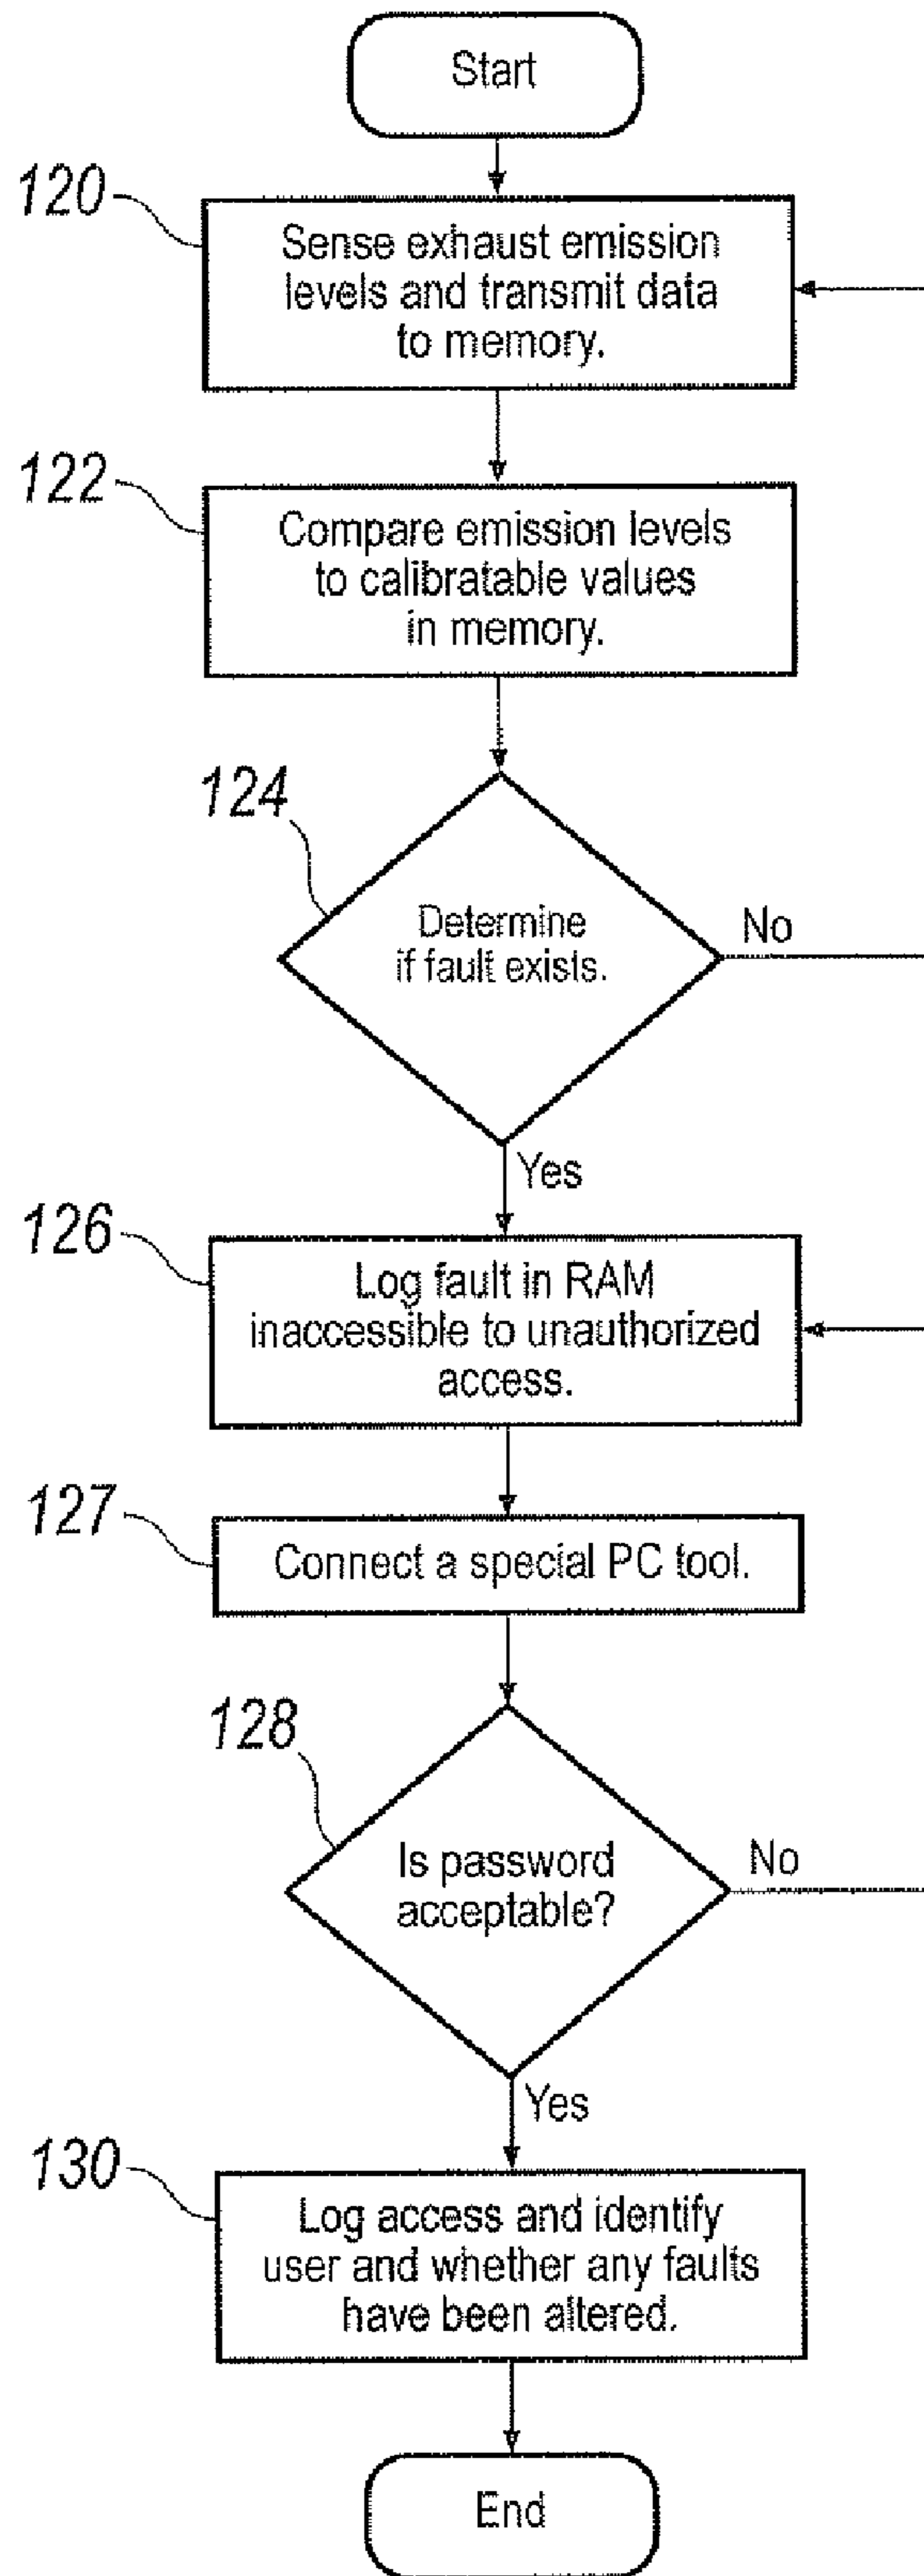 Start
120
Sense exhaust emission
levels and transmit data
to memory.
122
Compare emission levels
to calibratable values
in memory.
124
Determine
if fault exists.
No
Yes
126
Log fault in RAM
inaccessible to unauthorized
access.
127
Connect a special PC tool.
128
Is password
acceptable?
No
Yes
130
Log access and identify
user and whether any faults
have been altered.
End